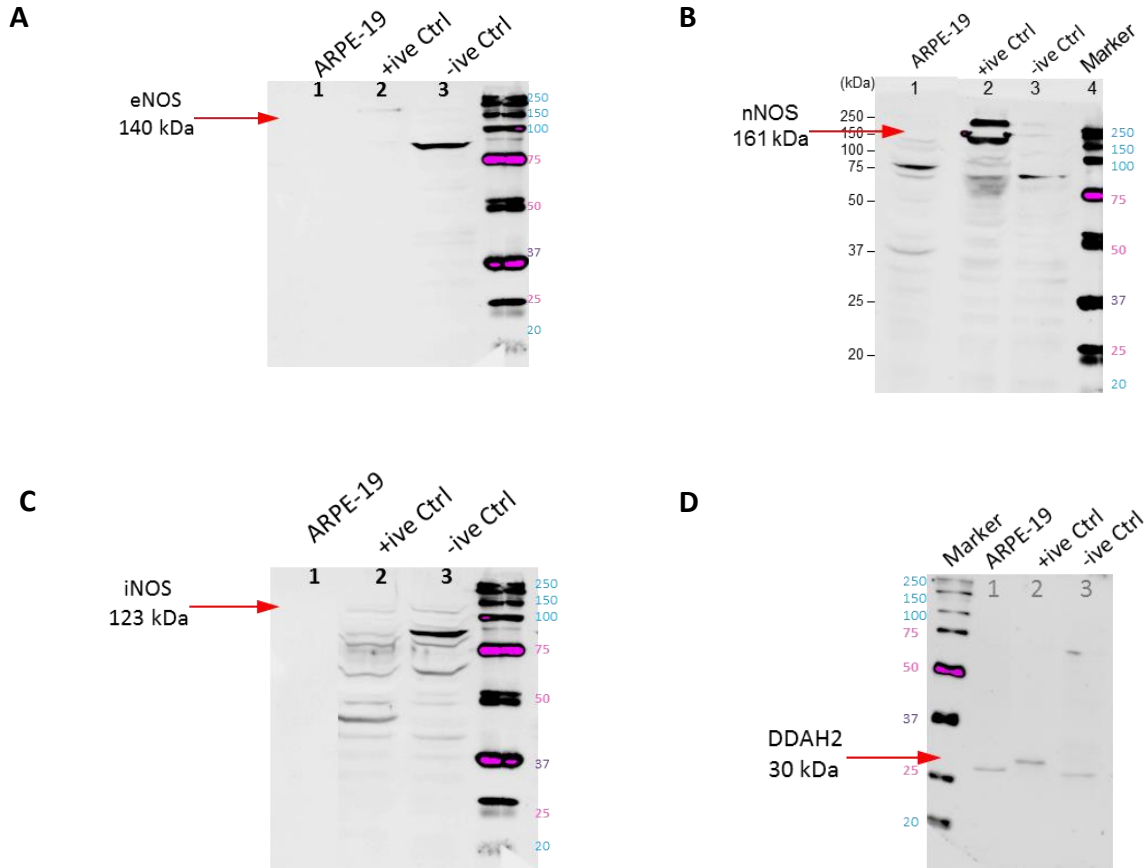 A
ARPE-19
+ive Ctrl
-ive Ctrl
1
2
3
eNOS
140 kDa
250
150
100
75
50
37
25
20
B
ARPE-19
+ive Ctrl
-ive Ctrl
Marker
(kDa)
1
2
3
4
nNOS
161 kDa
250
150
100
75
50
37
25
20
250
150
100
75
50
37
25
20
C
ARPE-19
+ive Ctrl
-ive Ctrl
1
2
3
iNOS
123 kDa
250
150
100
75
50
37
25
20
D
Marker
ARPE-19
+ive Ctrl
-ive Ctrl
1
2
3
250
150
100
75
50
37
25
20
DDAH2
30 kDa